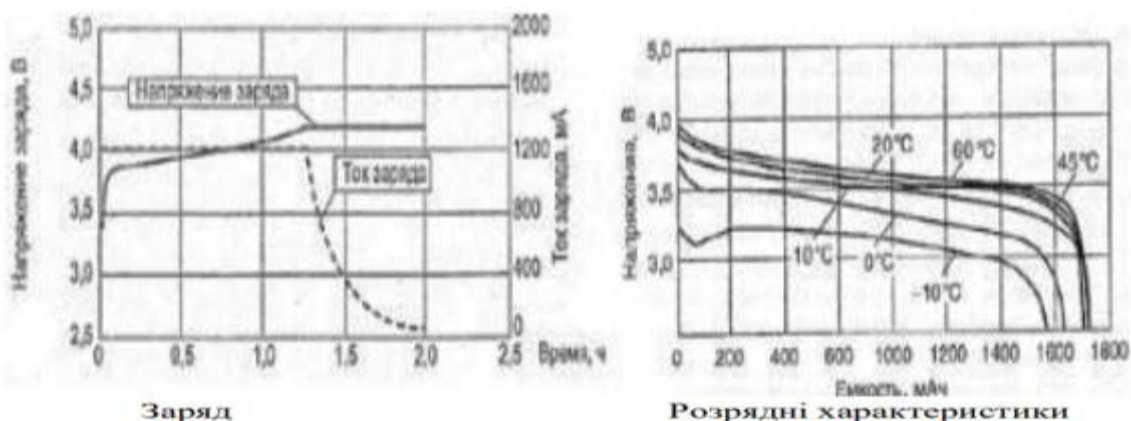 Напряжение заряда, В
5,0
4,5
4,0
3,5
3,0
2,5
Напряжение заряда
Ток заряда
2000
1600
1200
800
400
0
Ток заряда, мА
0 0,5 1,0 1,5 2,0 2,5 Время, ч
Заряд
Напряжение, В
5,0
4,0
3,5
3,0
20°С
60°С
45°С
10°С
0°С
-10°С
0 200 400 600 1000 1200 1400 1600 1800
Емкость, мАч
Розрядні характеристики